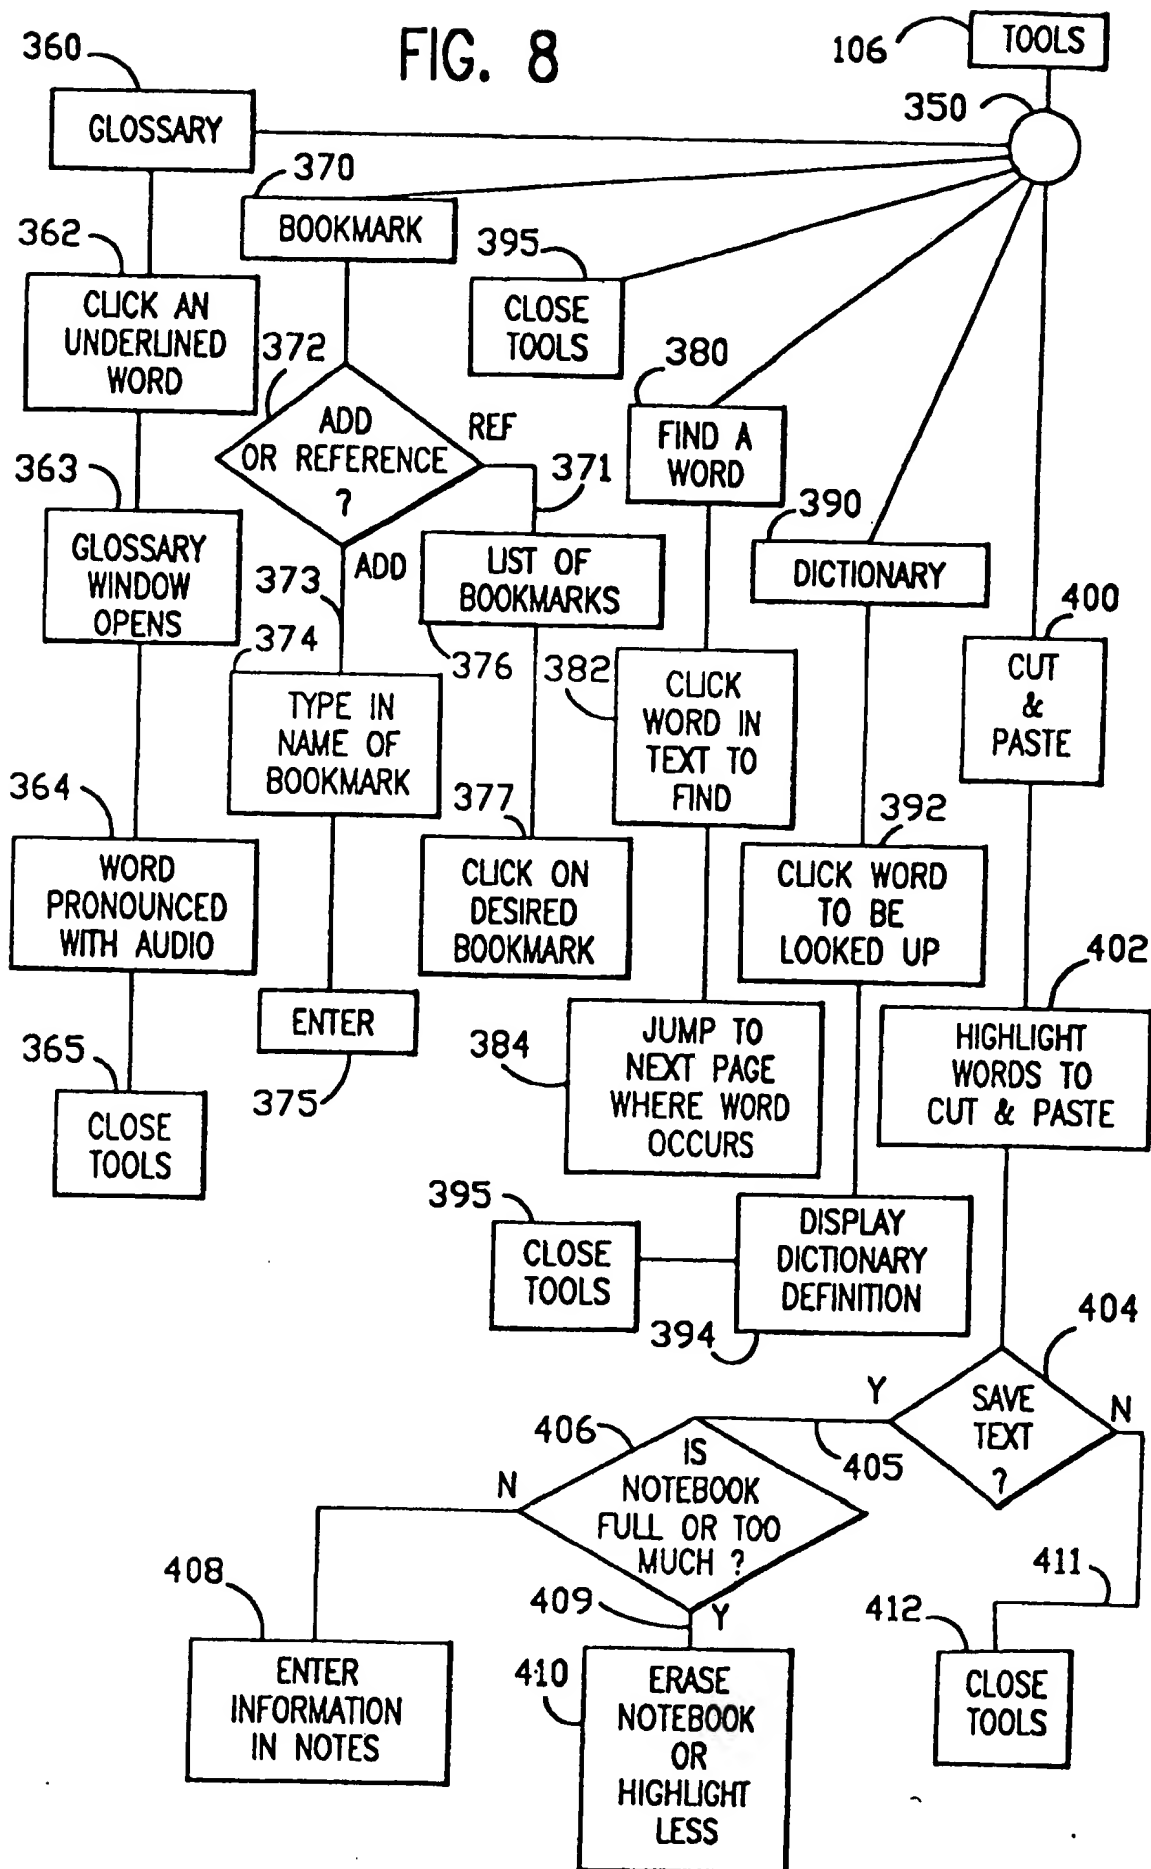 FIG. 8
360
106
TOOLS
350
GLOSSARY
370
BOOKMARK
362
395
CLICK AN
UNDERLINED
WORD
CLOSE
TOOLS
372
380
ADD
OR REFERENCE
?
REF
FIND A
WORD
363
371
390
GLOSSARY
WINDOW
OPENS
ADD
LIST OF
BOOKMARKS
DICTIONARY
373
400
374
376
382
CUT
&
PASTE
TYPE IN
NAME OF
BOOKMARK
CLICK
WORD IN
TEXT TO
FIND
364
377
392
WORD
PRONOUNCED
WITH AUDIO
CLICK ON
DESIRED
BOOKMARK
CLICK WORD
TO BE
LOOKED UP
402
ENTER
375
365
384
JUMP TO
NEXT PAGE
WHERE WORD
OCCURS
HIGHLIGHT
WORDS TO
CUT & PASTE
CLOSE
TOOLS
395
CLOSE
TOOLS
DISPLAY
DICTIONARY
DEFINITION
394
404
Y
SAVE
TEXT
?
N
406
405
IS
NOTEBOOK
FULL OR TOO
MUCH ?
N
411
408
409
Y
412
ENTER
INFORMATION
IN NOTES
410
ERASE
NOTEBOOK
OR
HIGHLIGHT
LESS
CLOSE
TOOLS